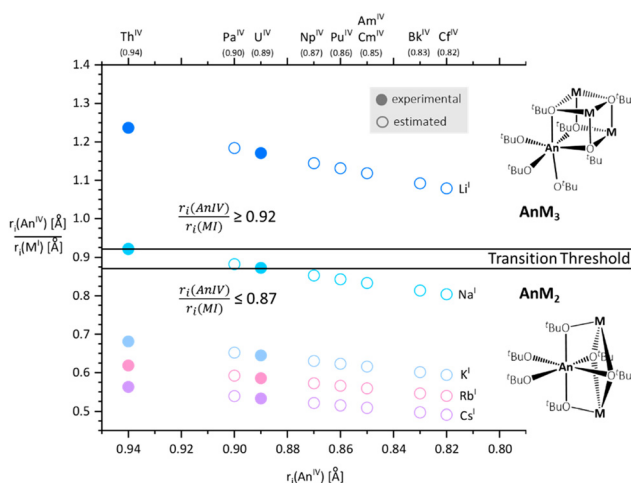 Th^IV Pa^IV U^IV Np^IV Pu^IV Am^IV Cm^IV Bk^IV Cf^IV
(0.94) (0.90) (0.89) (0.87) (0.86) (0.85) (0.83) (0.82)
experimental
estimated
1.3
1.2
1.1
1.0
0.9
0.8
0.7
0.6
0.5
r_i(An^IV) [Å]
r_i(M^I) [Å]
Li^I
r_i(AnIV)
r_i(MI)
≥ 0.92
Transition Threshold
r_i(AnIV)
r_i(MI)
≤ 0.87
Na^I
K^I
Rb^I
Cs^I
0.94 0.92 0.90 0.88 0.86 0.84 0.82 0.80
r_i(An^IV) [Å]
M
^tBuO M O^tBu
M
^tBuO ^tBuO
An O
^tBuO ^tBu
O^tBu
AnM₃
AnM₂
M
^tBuO
^tBuO O^tBu
An O^tBu
^tBuO
^tBuO
M